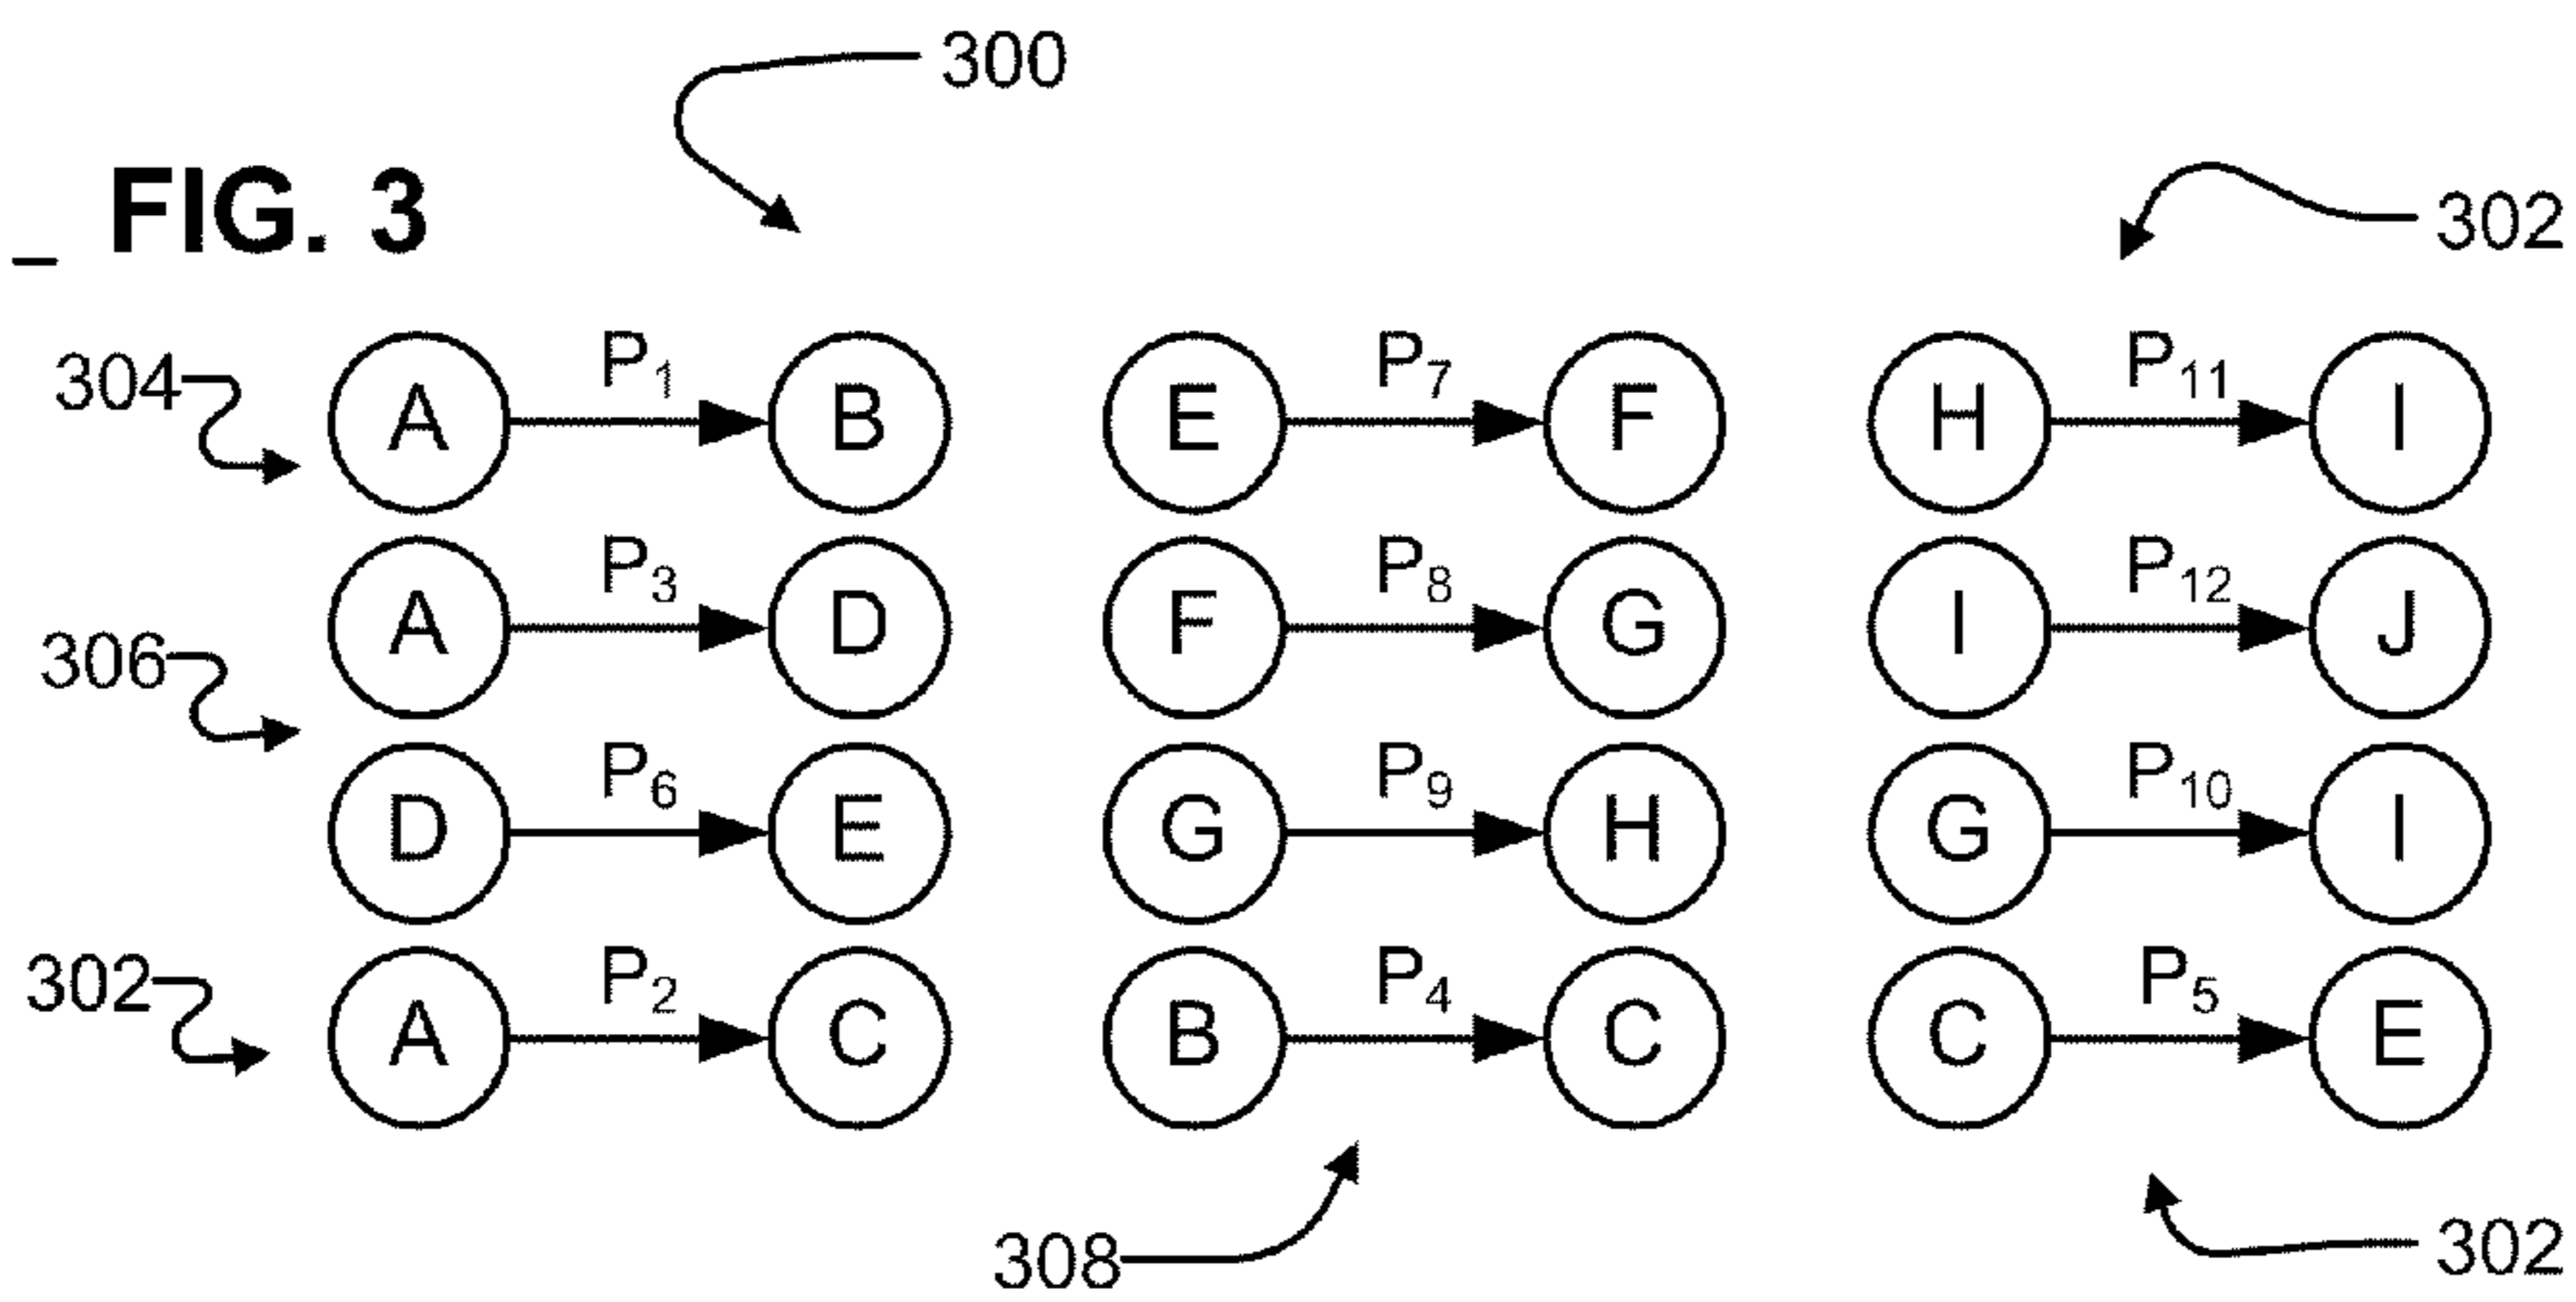 300
FIG. 3
302
304 A P1 B E P7 F H P11 I
A P3 D F P8 G I P12 J
306
D P6 E G P9 H G P10 I
302 A P2 C B P4 C C P5 E
308
302